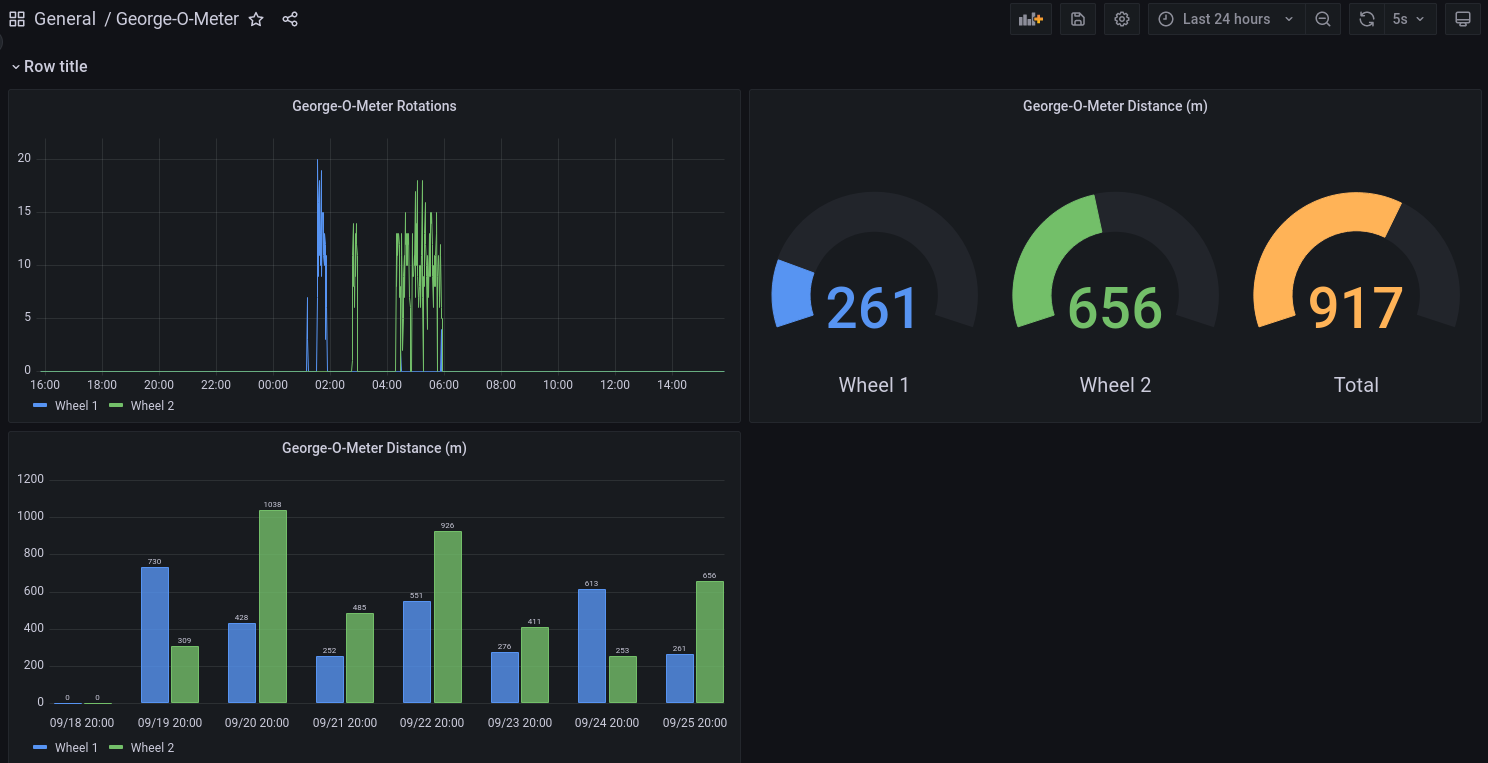 General / George-O-Meter
Last 24 hours
5s
Row title
George-O-Meter Rotations
20
15
10
5
0
16:00 18:00 20:00 22:00 00:00 02:00 04:00 06:00 08:00 10:00 12:00 14:00
Wheel 1 Wheel 2
George-O-Meter Distance (m)
261 656 917
Wheel 1 Wheel 2 Total
George-O-Meter Distance (m)
1200
1000
800
600
400
200
0
0 0 730 309 428 1038 252 485 551 926 276 411 613 253 261 656
09/18 20:00 09/19 20:00 09/20 20:00 09/21 20:00 09/22 20:00 09/23 20:00 09/24 20:00 09/25 20:00
Wheel 1 Wheel 2